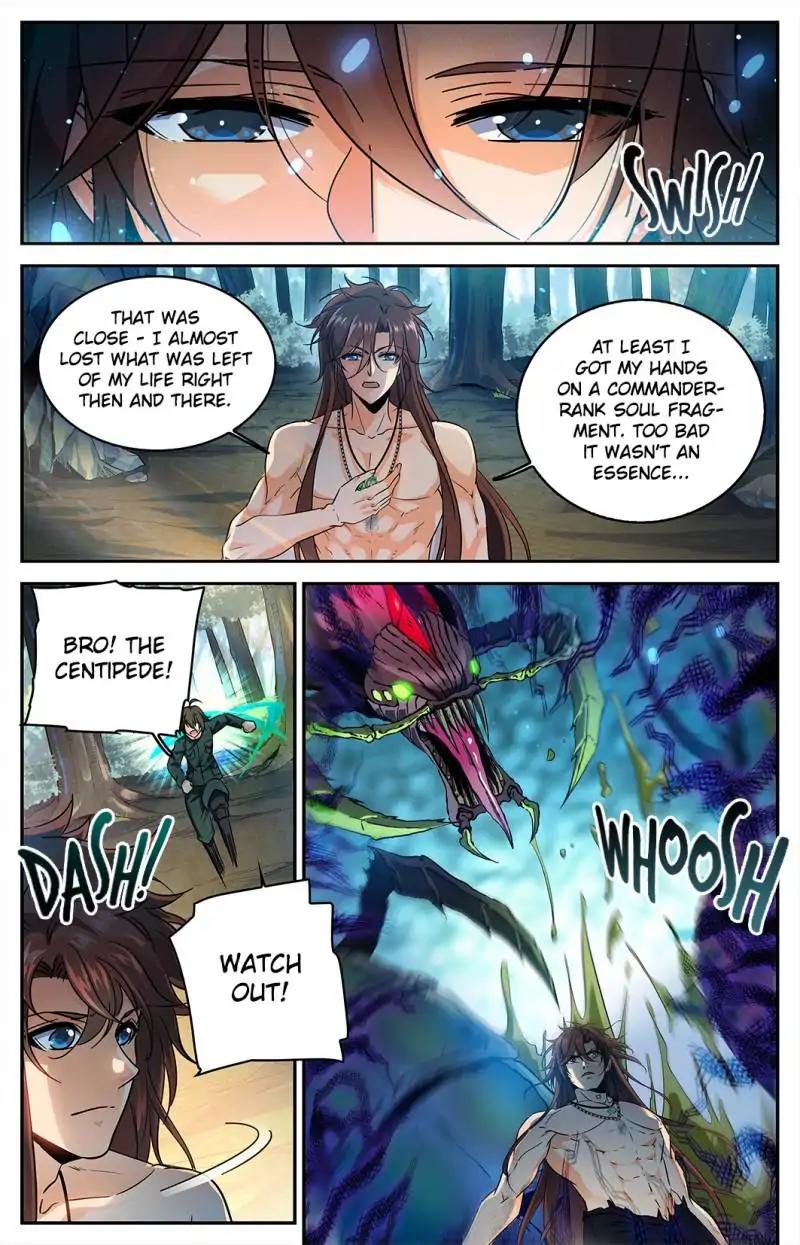 SWISH
THAT WAS
CLOSE - I ALMOST
LOST WHAT WAS LEFT
OF MY LIFE RIGHT
THEN AND THERE.
AT LEAST I
GOT MY HANDS
ON A COMMANDER-
RANK SOUL FRAG-
MENT. TOO BAD
IT WASN'T AN
ESSENCE...
BRO! THE
CENTIPEDE!
DASH!
WATCH
OUT!
WHOOSH